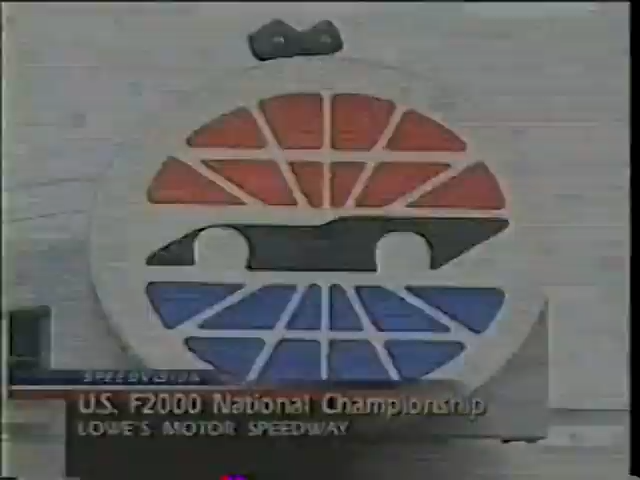 SPEEDVISION
U.S. F2000 National Championship
LOWE'S MOTOR SPEEDWAY